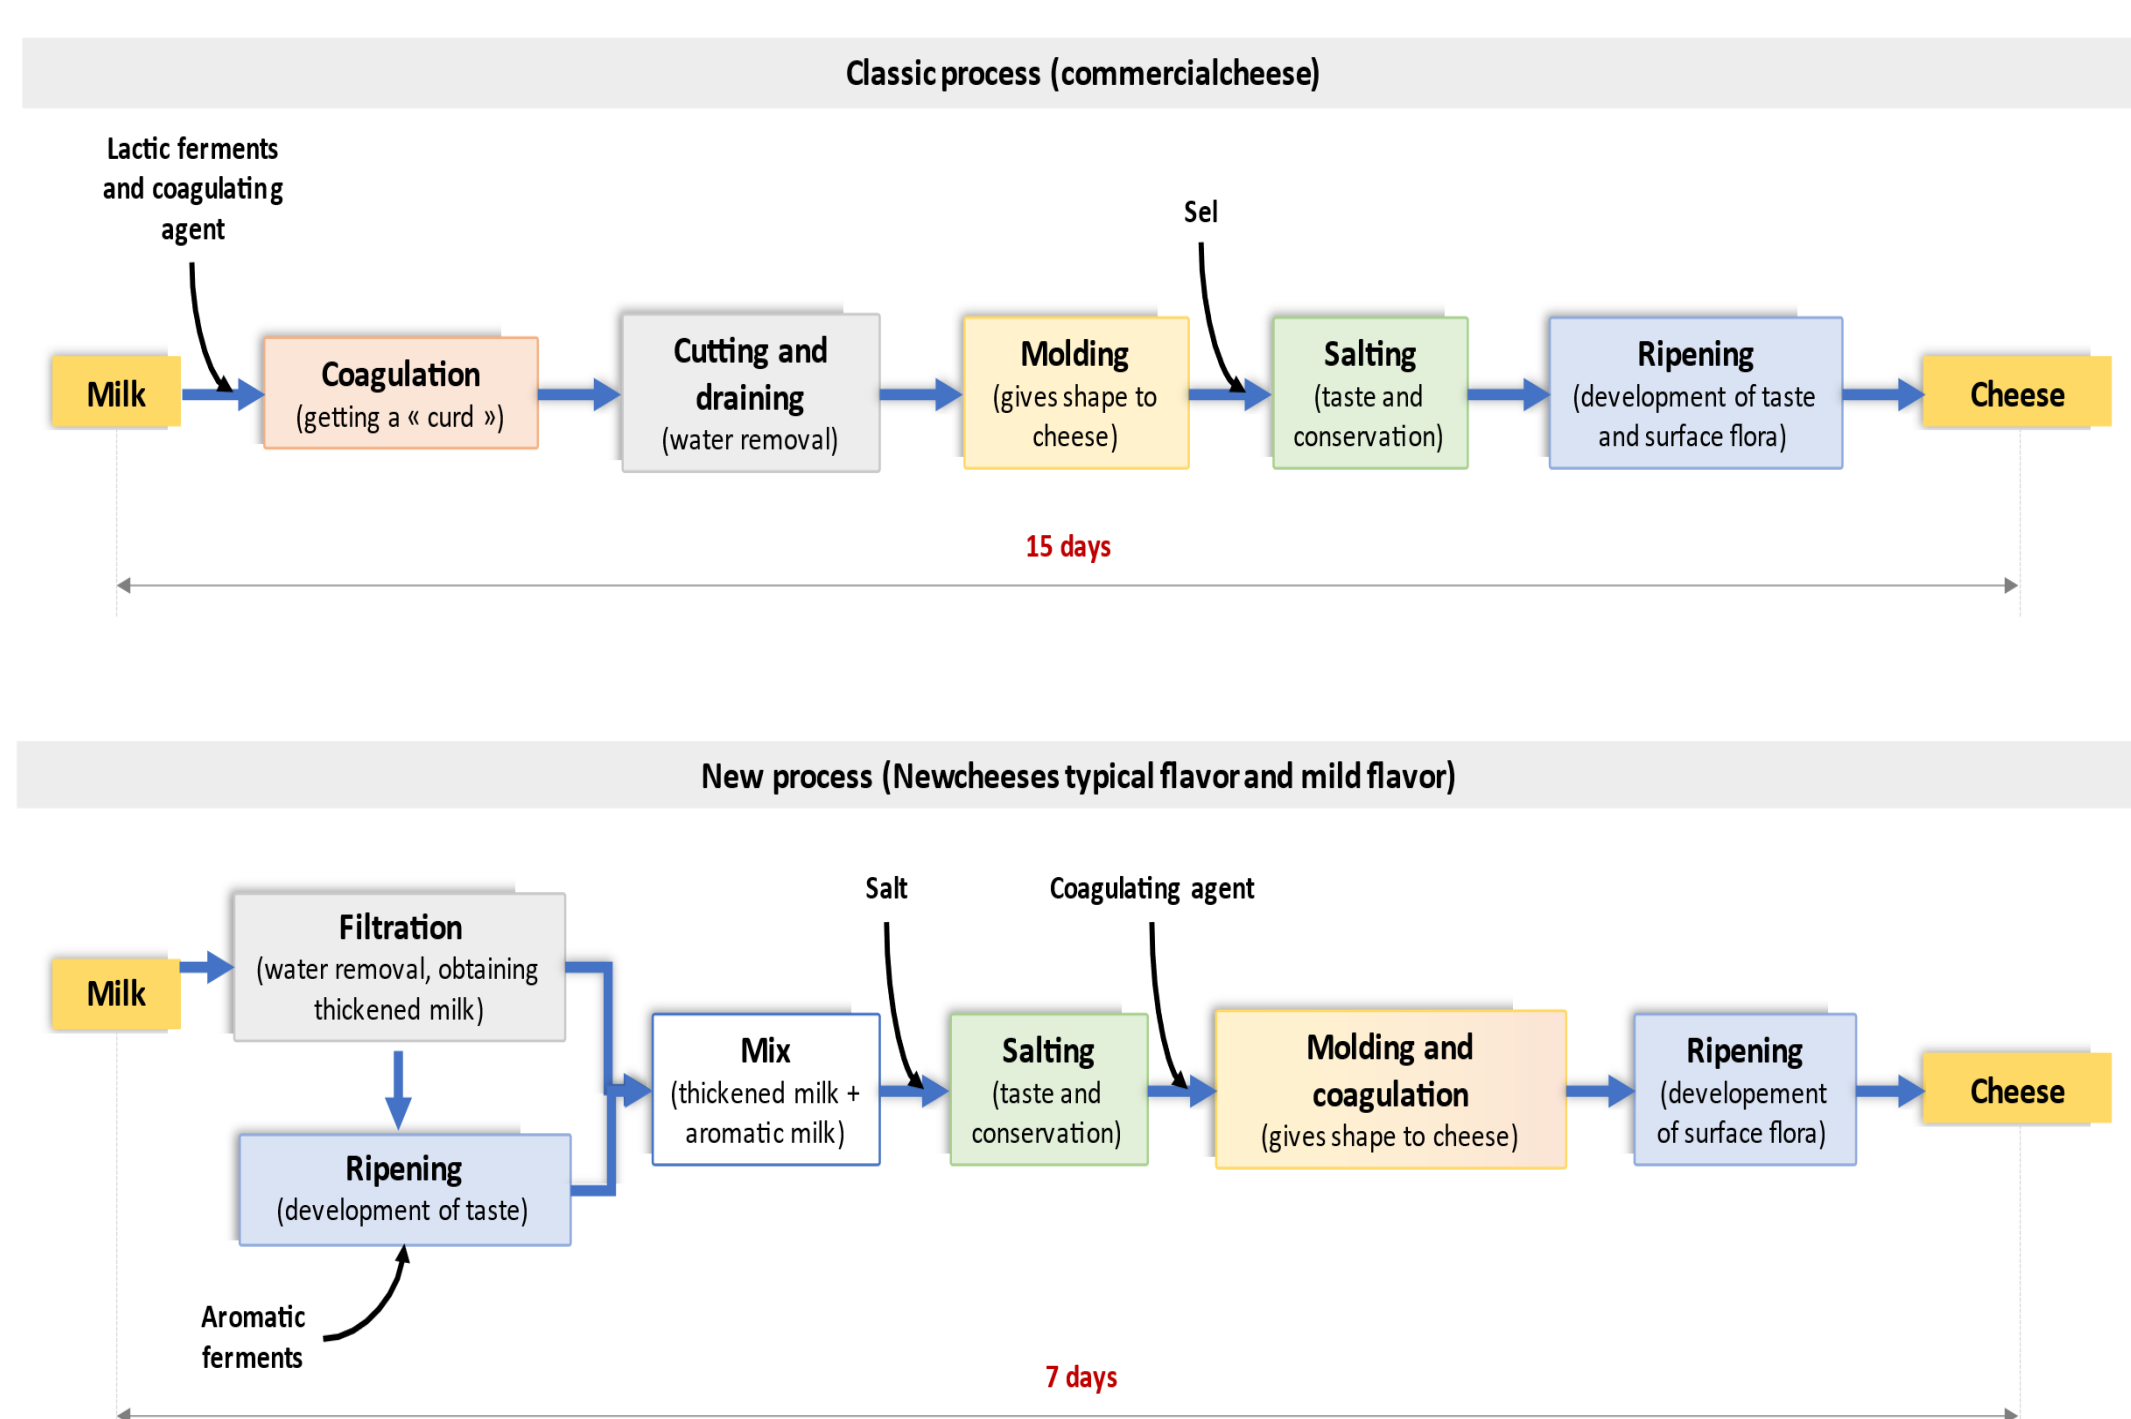 Classic process (commercialcheese)
Lactic ferments
and coagulating
agent
Sel
Milk
Coagulation
(getting a « curd »)
Cutting and
draining
(water removal)
Molding
(gives shape to
cheese)
Salting
(taste and
conservation)
Ripening
(development of taste
and surface flora)
Cheese
15 days
New process (Newcheeses typical flavor and mild flavor)
Milk
Filtration
(water removal, obtaining
thickened milk)
Ripening
(development of taste)
Aromatic
ferments
Mix
(thickened milk +
aromatic milk)
Salt
Salting
(taste and
conservation)
Coagulating agent
Molding and
coagulation
(gives shape to cheese)
Ripening
(developement
of surface flora)
Cheese
7 days